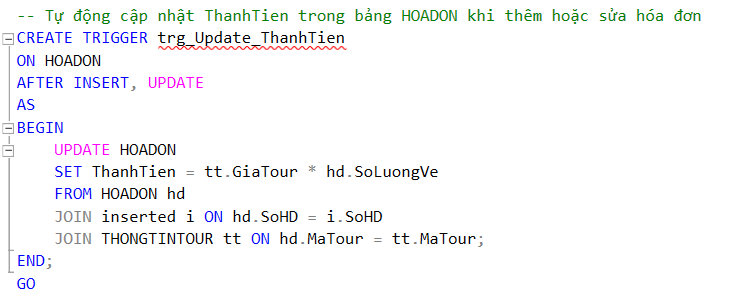 -- Tự động cập nhật ThanhTien trong bảng HOADON khi thêm hoặc sửa hóa đơn
CREATE TRIGGER trg_Update_ThanhTien
ON HOADON
AFTER INSERT, UPDATE
AS
BEGIN
    UPDATE HOADON
    SET ThanhTien = tt.GiaTour * hd.SoLuongVe
    FROM HOADON hd
    JOIN inserted i ON hd.SoHD = i.SoHD
    JOIN THONGTINTOUR tt ON hd.MaTour = tt.MaTour;
END;
GO